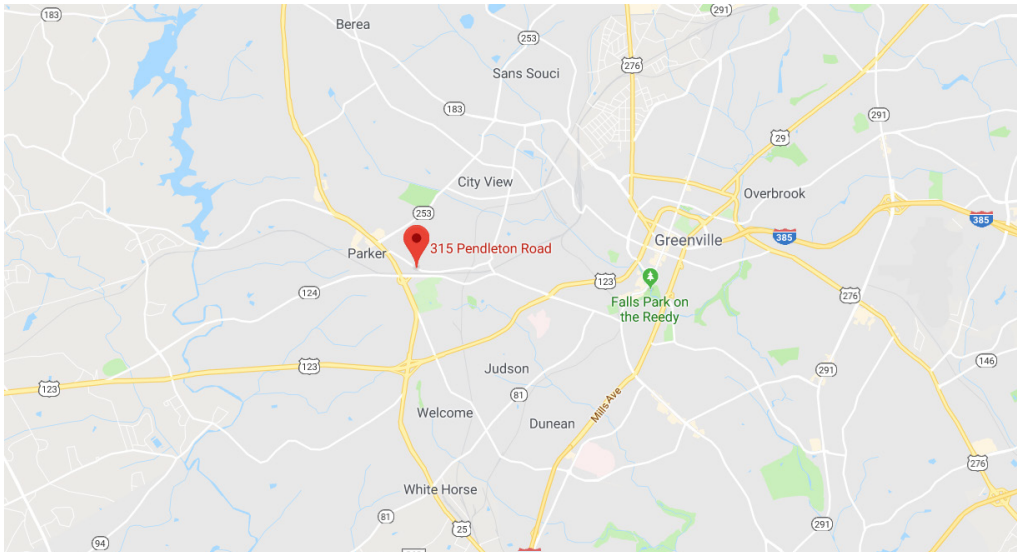 183
Berea
291
253
Sans Souci
276
183
291
29
City View
Overbrook
253
385
385
Greenville
315 Pendleton Road
Parker
123
124
276
Falls Park on
the Reedy
146
123
123
Judson
291
81
Mills Ave
Welcome
Dunean
276
White Horse
81
25
291
94